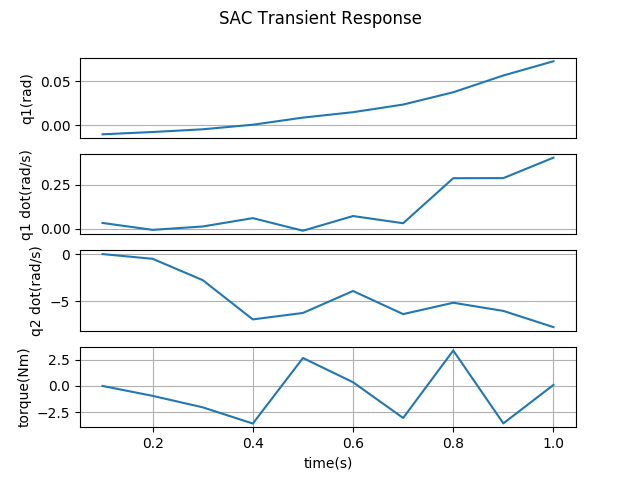 SAC Transient Response
q1(rad)
0.05
0.00
q1 dot(rad/s)
0.25
0.00
q2 dot(rad/s)
0
−5
torque(Nm)
2.5
0.0
−2.5
0.2 0.4 0.6 0.8 1.0
time(s)